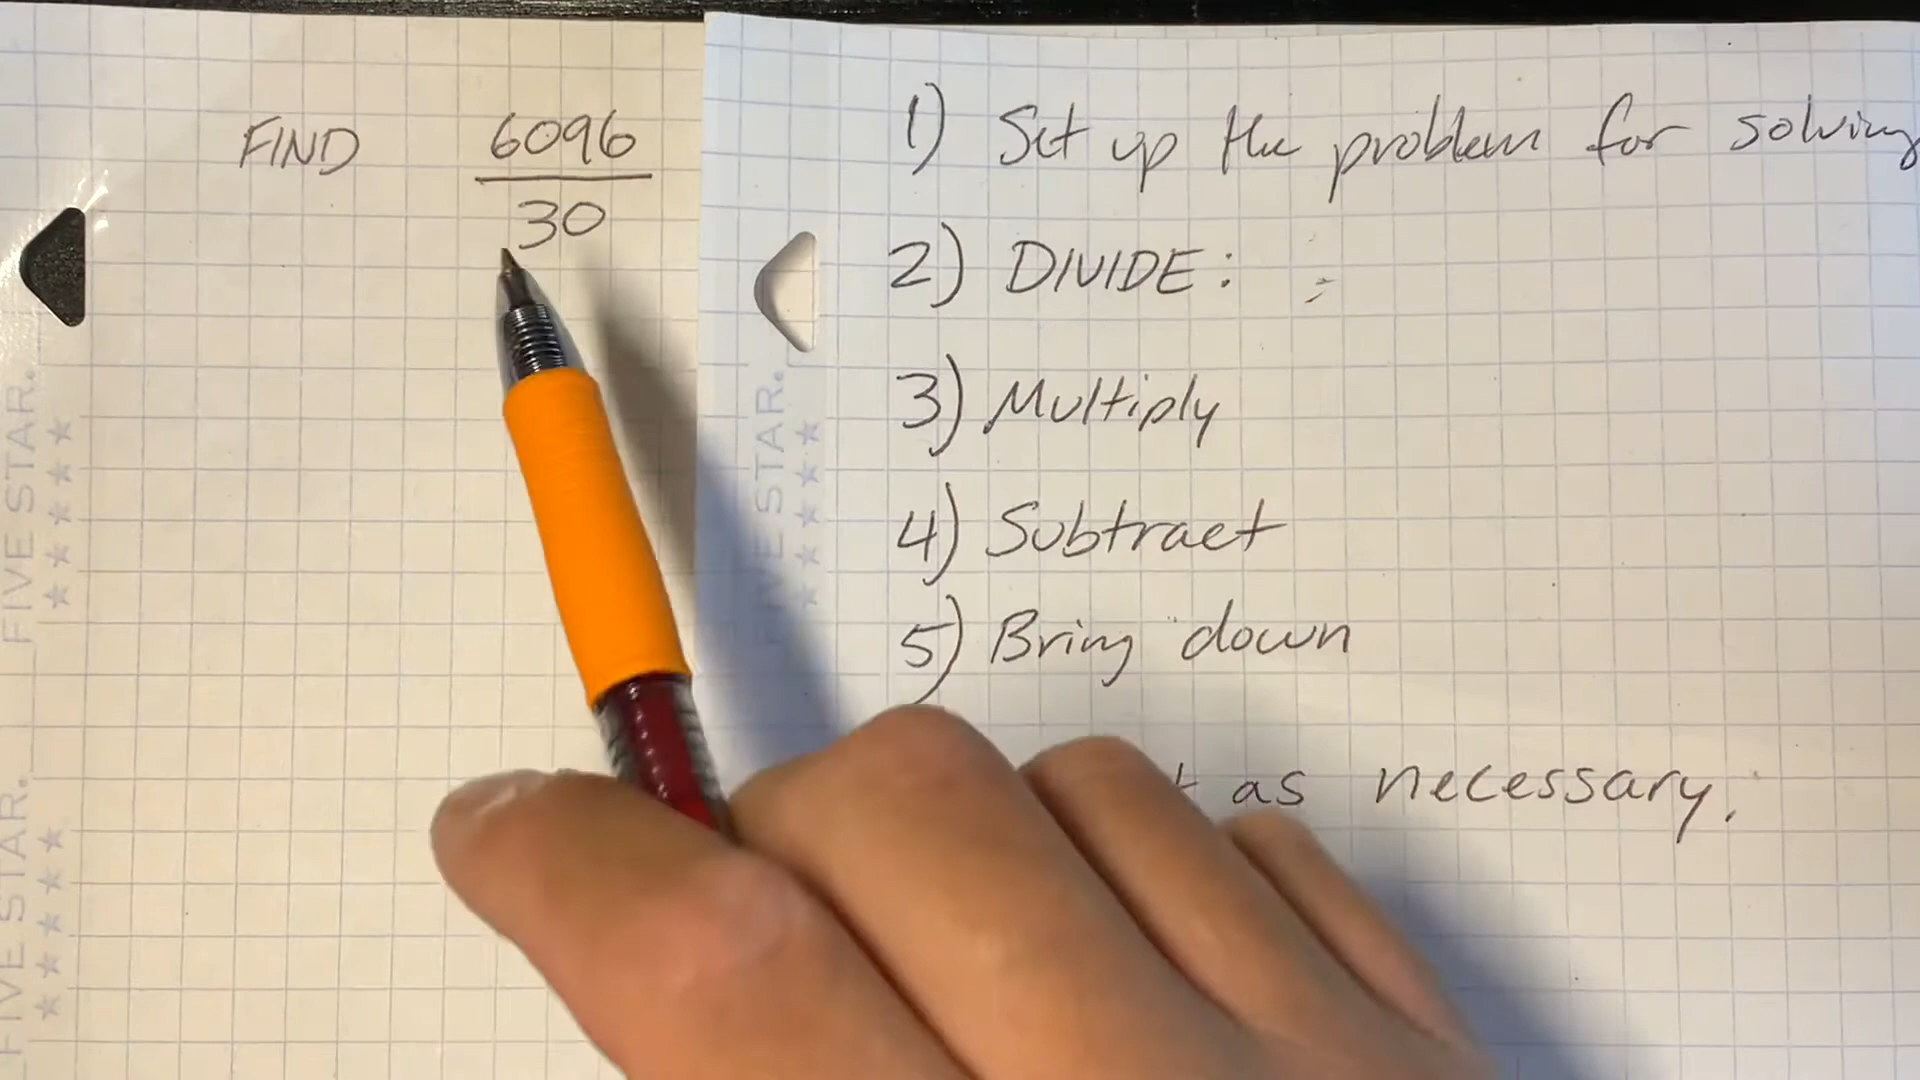 FIND 6096
30
1) Set up the problem for solving
2) DIVIDE:
3) Multiply
4) Subtract
5) Bring down
as necessary.
FIVE STAR.
FIVE STAR.
FIVE STAR.